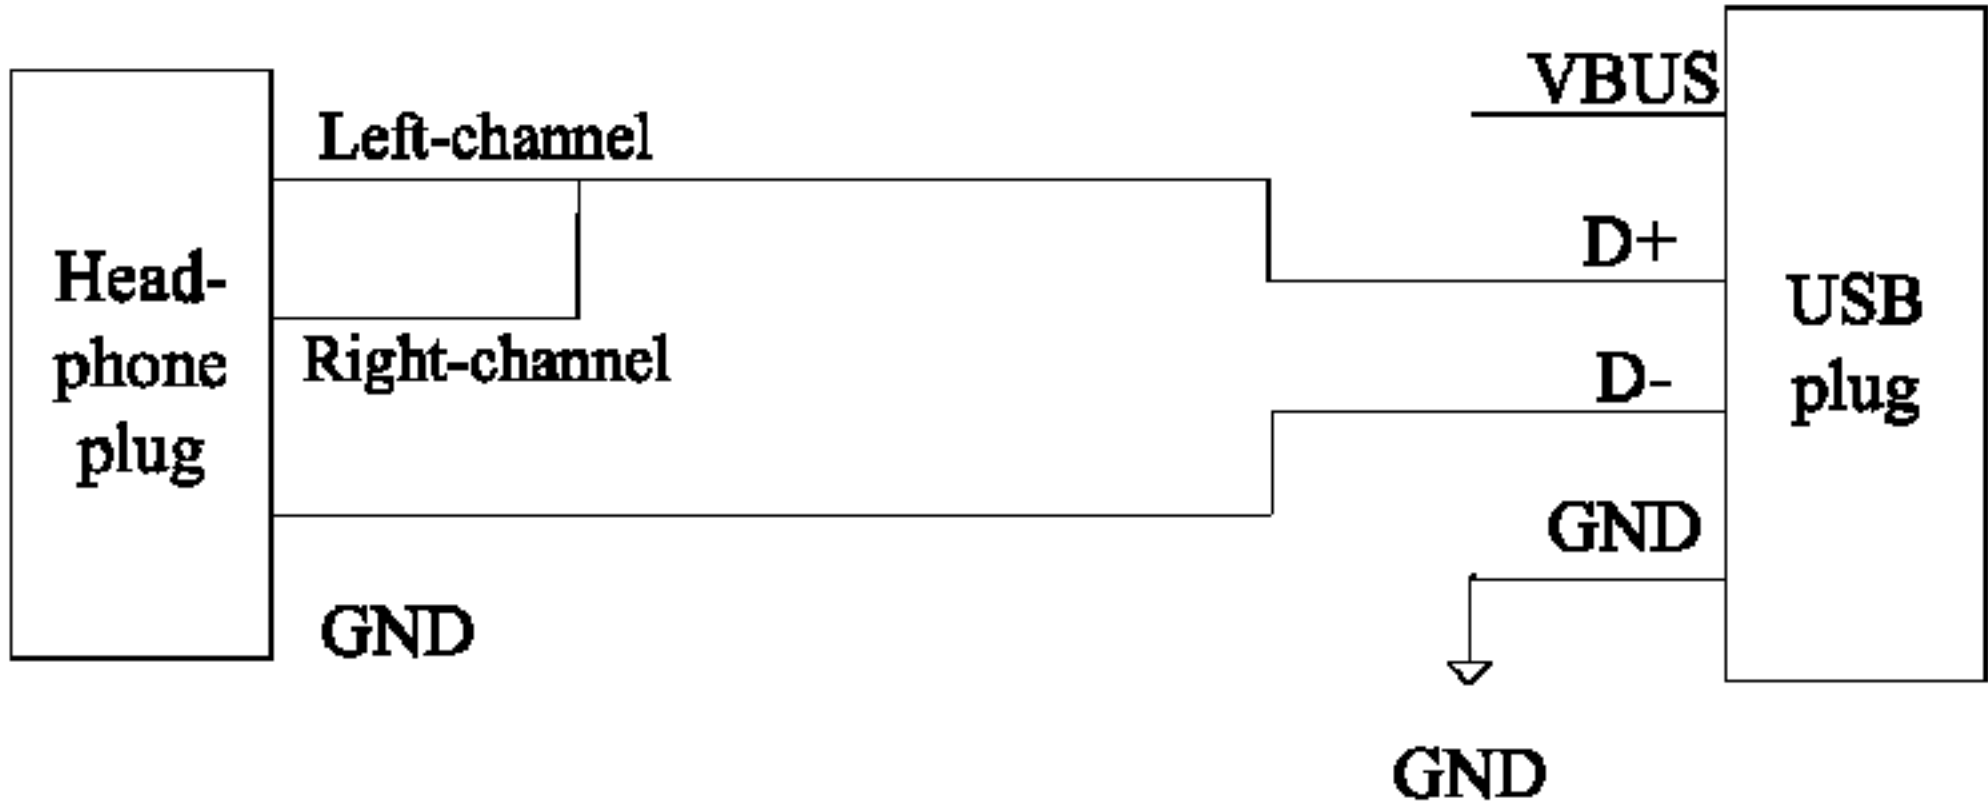 Head-
phone
plug
Left-channel
Right-channel
GND
VBUS
D+
D-
GND
GND
USB
plug